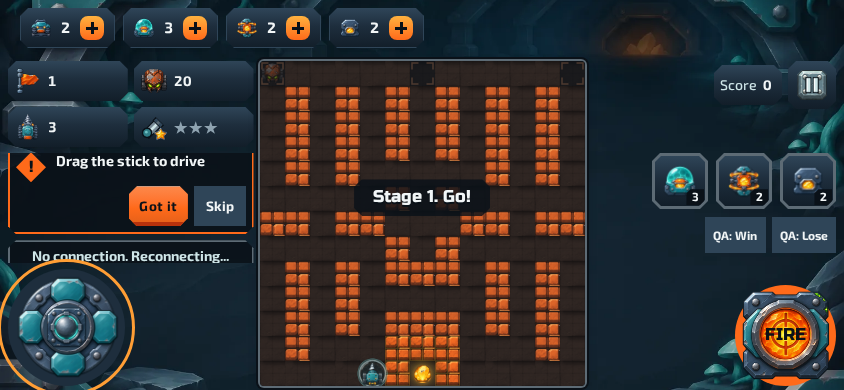 2 3 2 2
1 20
Score 0
3
Drag the stick to drive
Got it Skip
Stage 1. Go!
3 2 2
QA: Win QA: Lose
No connection. Reconnecting...
FIRE